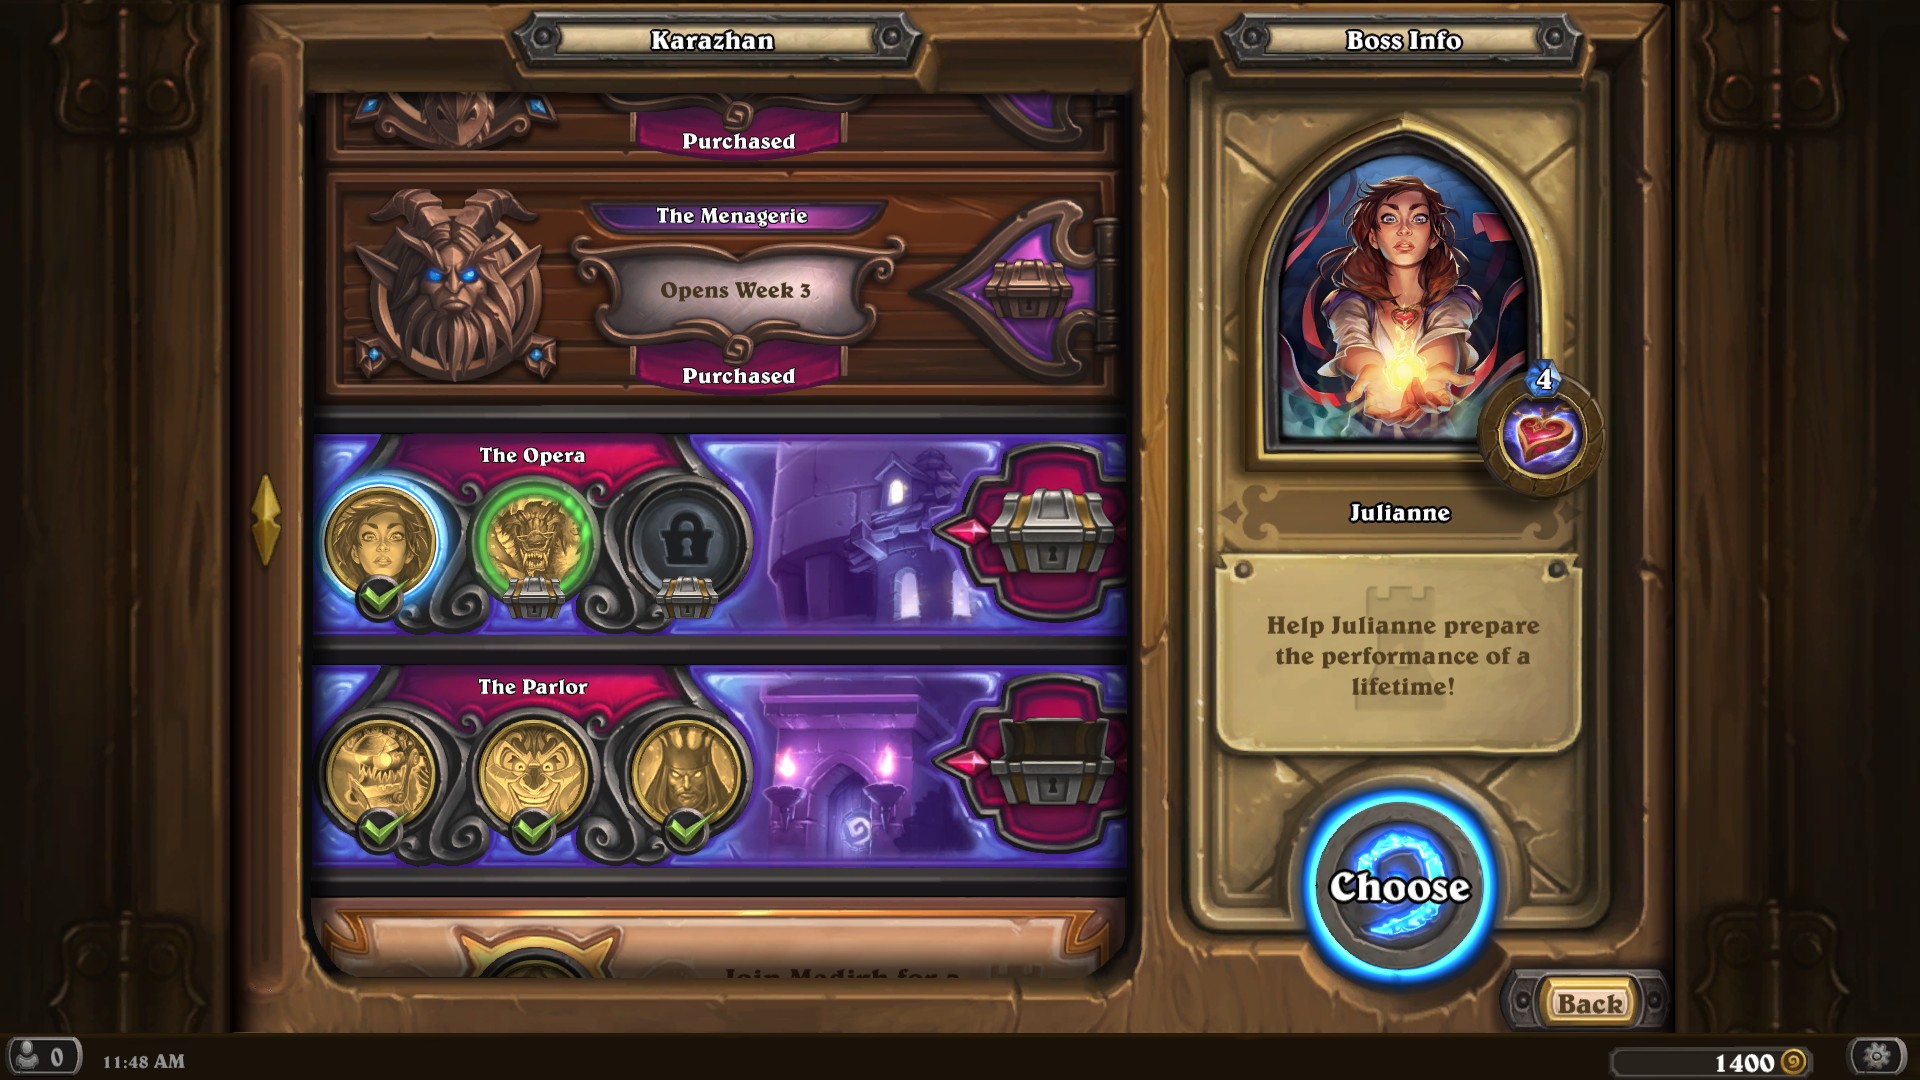 Karazhan
Purchased
The Menagerie
Opens Week 3
Purchased
The Opera
The Parlor
Boss Info
4
Julianne
Help Julianne prepare
the performance of a
lifetime!
Choose
Back
0
11:48 AM
1400